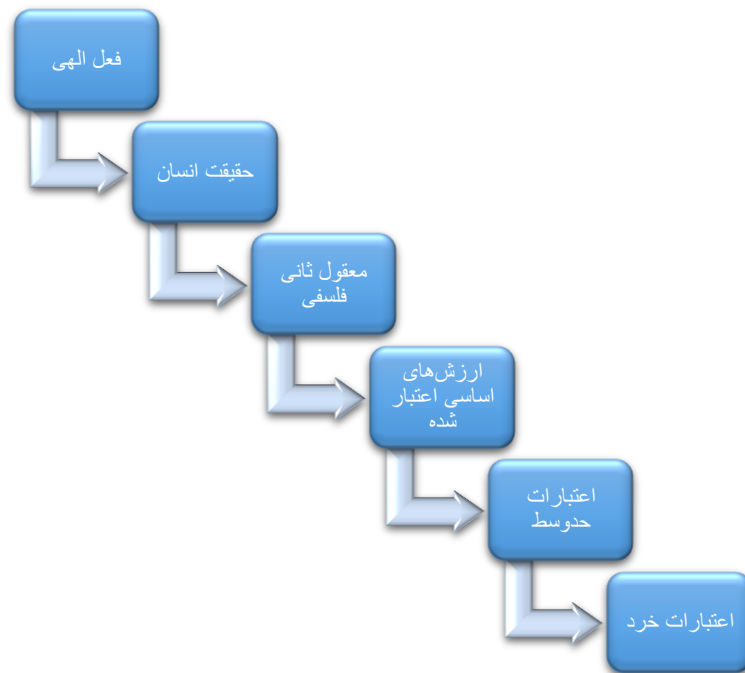 فعل الهی
حقیقت انسان
معقول ثانی
فلسفی
ارزش‌های
اساسی اعتبار
شده
اعتبارات
حدوسط
اعتبارات خرد